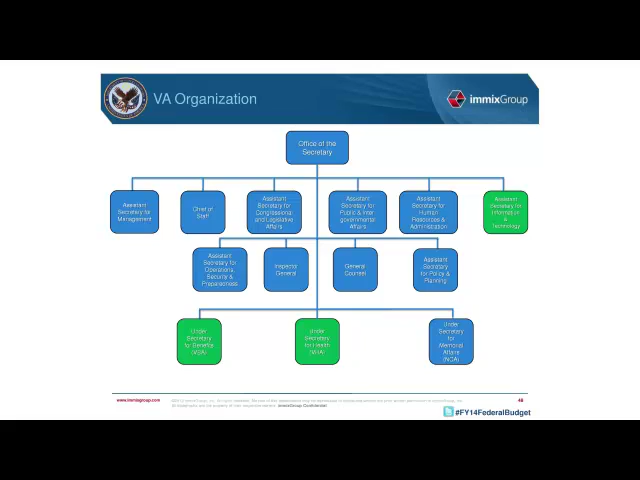 VA Organization
immixGroup
Office of the
Secretary
Assistant
Secretary for
Management
Chief of
Staff
Assistant
Secretary for
Congressional
and Legislative
Affairs
Assistant
Secretary for
Public & Inter
governmental
Affairs
Assistant
Secretary for
Human
Resources &
Administration
Assistant
Secretary for
Information
&
Technology
Assistant
Secretary for
Operations,
Security &
Preparedness
Inspector
General
General
Counsel
Assistant
Secretary
for Policy &
Planning
Under
Secretary
for Benefits
(VBA)
Under
Secretary
for Health
(VHA)
Under
Secretary for
Memorial
Affairs
(NCA)
www.immixgroup.com
immixGroup Confidential
#FY14FederalBudget